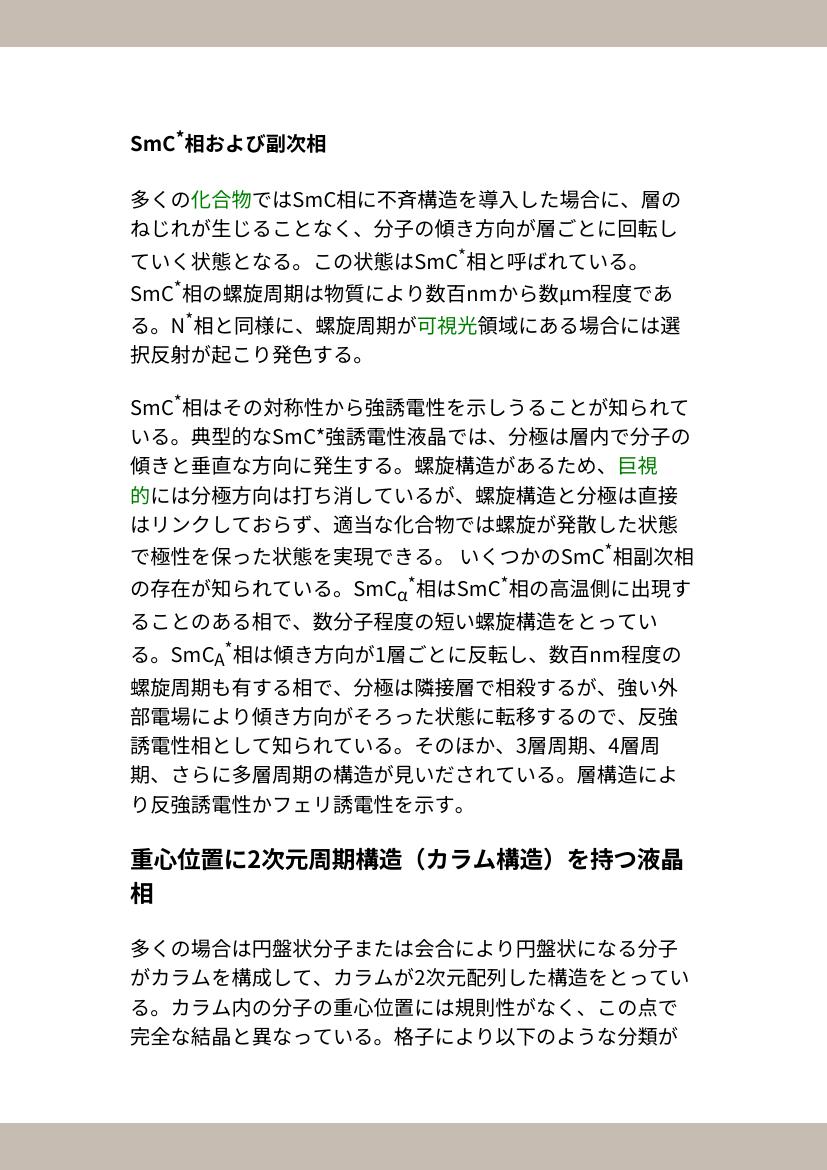 SmC*相および副次相
多くの化合物ではSmC相に不斉構造を導入した場合に、層の
ねじれが生じることなく、分子の傾き方向が層ごとに回転し
ていく状態となる。この状態はSmC*相と呼ばれている。
SmC*相の螺旋周期は物質により数百nmから数μm程度であ
る。N*相と同様に、螺旋周期が可視光領域にある場合には選
択反射が起こり発色する。
SmC*相はその対称性から強誘電性を示しうることが知られて
いる。典型的なSmC*強誘電性液晶では、分極は層内で分子の
傾きと垂直な方向に発生する。螺旋構造があるため、巨視
的には分極方向は打ち消しているが、螺旋構造と分極は直接
はリンクしておらず、適当な化合物では螺旋が発散した状態
で極性を保った状態を実現できる。 いくつかのSmC*相副次相
の存在が知られている。SmCα*相はSmC*相の高温側に出現す
ることのある相で、数分子程度の短い螺旋構造をとってい
る。SmCA*相は傾き方向が1層ごとに反転し、数百nm程度の
螺旋周期も有する相で、分極は隣接層で相殺するが、強い外
部電場により傾き方向がそろった状態に転移するので、反強
誘電性相として知られている。そのほか、3層周期、4層周
期、さらに多層周期の構造が見いだされている。層構造によ
り反強誘電性かフェリ誘電性を示す。
重心位置に2次元周期構造（カラム構造）を持つ液晶
相
多くの場合は円盤状分子または会合により円盤状になる分子
がカラムを構成して、カラムが2次元配列した構造をとってい
る。カラム内の分子の重心位置には規則性がなく、この点で
完全な結晶と異なっている。格子により以下のような分類が